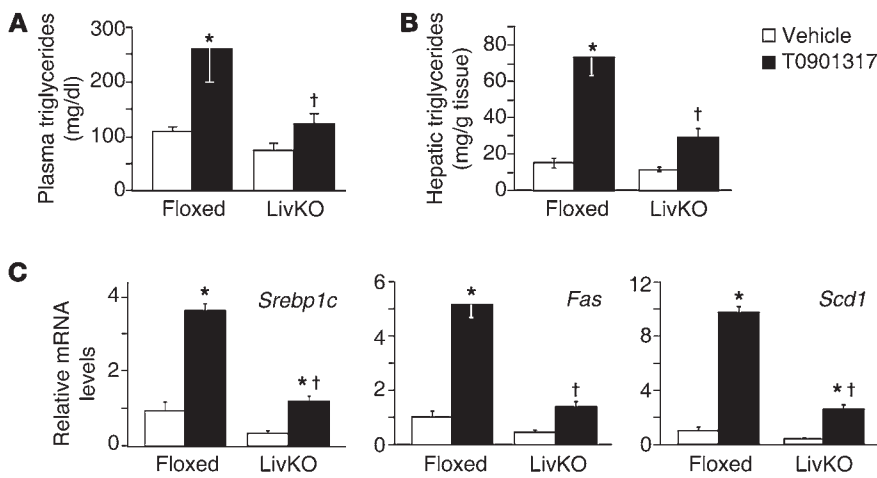 A
Plasma triglycerides
(mg/dl)
300
200
100
0
*
†
Floxed
LivKO
B
Hepatic triglycerides
(mg/g tissue)
80
60
40
20
0
*
†
Floxed
LivKO
Vehicle
T0901317
C
Relative mRNA
levels
4
2
0
*
* †
Srebp1c
Floxed
LivKO
6
4
2
0
*
†
Fas
Floxed
LivKO
12
8
4
0
*
* †
Scd1
Floxed
LivKO